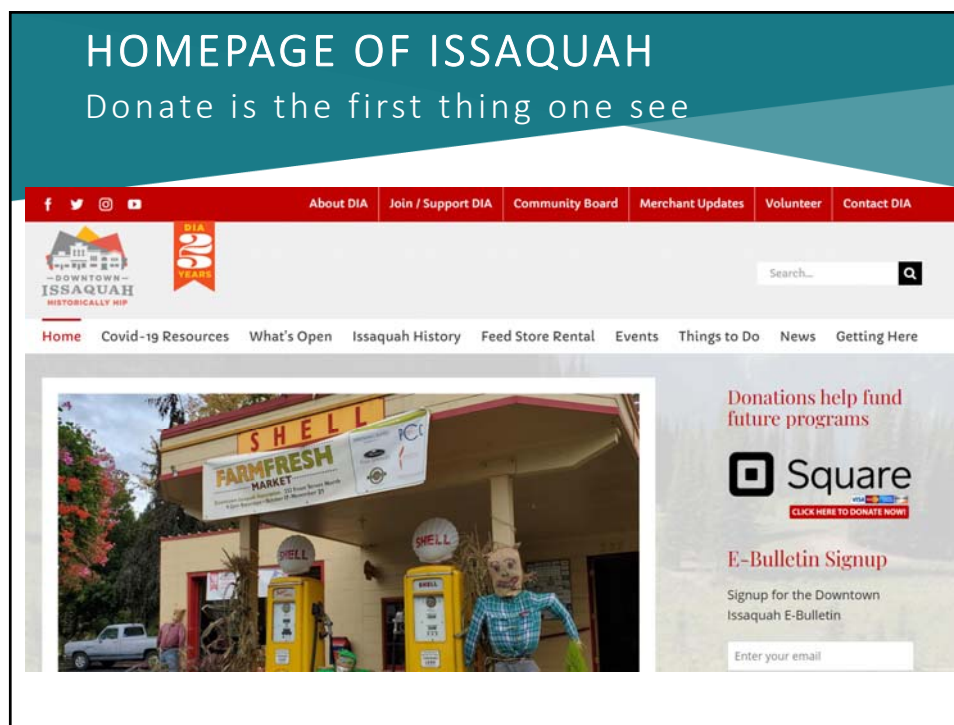 HOMEPAGE OF ISSAQUAH
Donate is the first thing one see
About DIA
Join / Support DIA
Community Board
Merchant Updates
Volunteer
Contact DIA
DIA
25
YEARS
DOWNTOWN
ISSAQUAH
HISTORICALLY HIP
Search...
Home
Covid-19 Resources
What's Open
Issaquah History
Feed Store Rental
Events
Things to Do
News
Getting Here
SHELL
FARMFRESH
MARKET
PCC
SHELL
SHELL
SHELL
Donations help fund
future programs
Square
VISA
CLICK HERE TO DONATE NOW!
E-Bulletin Signup
Signup for the Downtown
Issaquah E-Bulletin
Enter your email